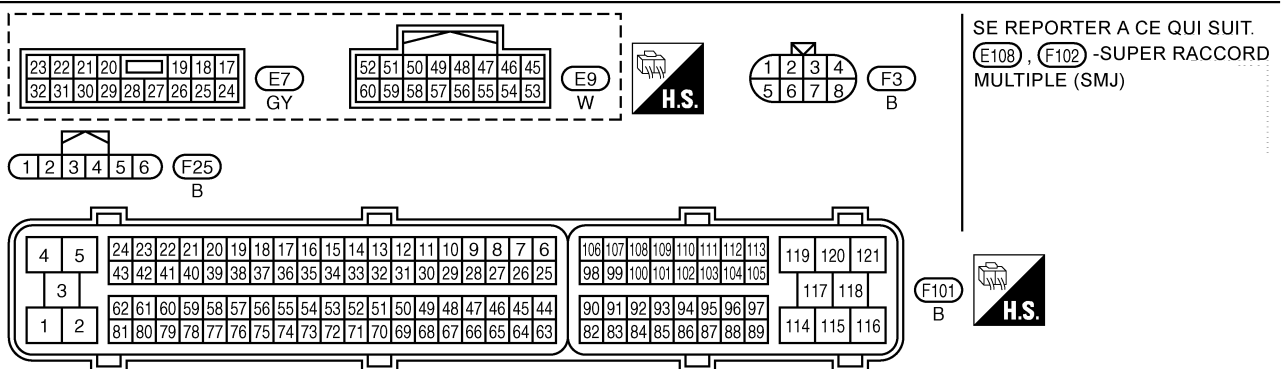 23 22 21 20 19 18 17
32 31 30 29 28 27 26 25 24
E7
GY
52 51 50 49 48 47 46 45
60 59 58 57 56 55 54 53
E9
W
H.S.
1 2 3 4
5 6 7 8
F3
B
SE REPORTER A CE QUI SUIT.
E108 , F102 -SUPER RACCORD
MULTIPLE (SMJ)
1 2 3 4 5 6
F25
B
4 5
3
1 2
24 23 22 21 20 19 18 17 16 15 14 13 12 11 10 9 8 7 6
43 42 41 40 39 38 37 36 35 34 33 32 31 30 29 28 27 26 25
62 61 60 59 58 57 56 55 54 53 52 51 50 49 48 47 46 45 44
81 80 79 78 77 76 75 74 73 72 71 70 69 68 67 66 65 64 63
106 107 108 109 110 111 112 113
98 99 100 101 102 103 104 105
90 91 92 93 94 95 96 97
82 83 84 85 86 87 88 89
119 120 121
117 118
114 115 116
F101
B
H.S.